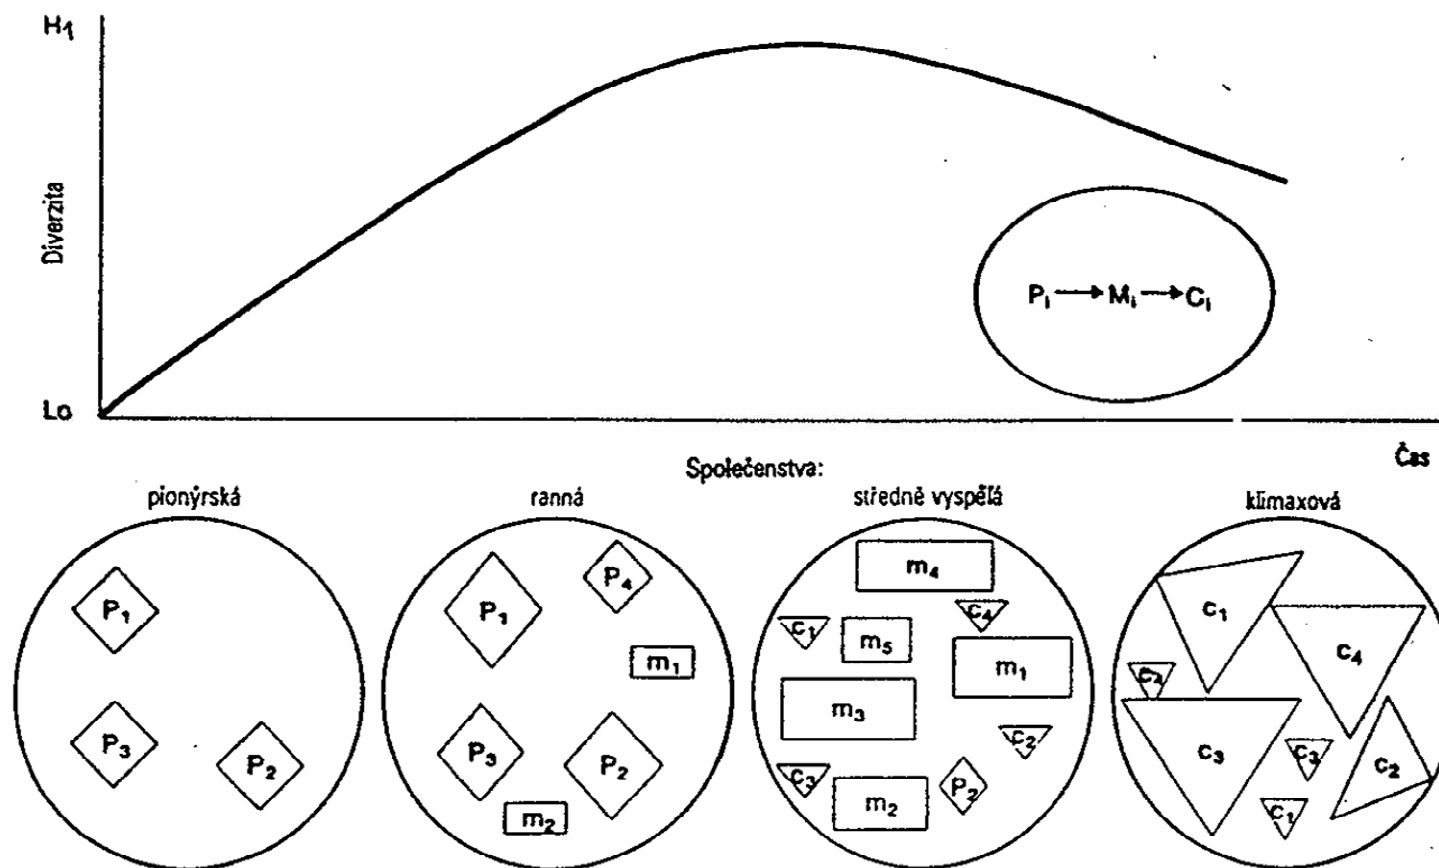 H1
Diverzita
Lo
Pi → Mi → Ci
Čas
Společenstva:
pionýrská
ranná
středně vyspělá
klimaxová
P1
P3
P2
P1
P4
m1
P3
P2
m2
m4
c1
m5
c4
m1
m3
c2
c3
m2
P2
c1
c4
c3
c3
c2
c1